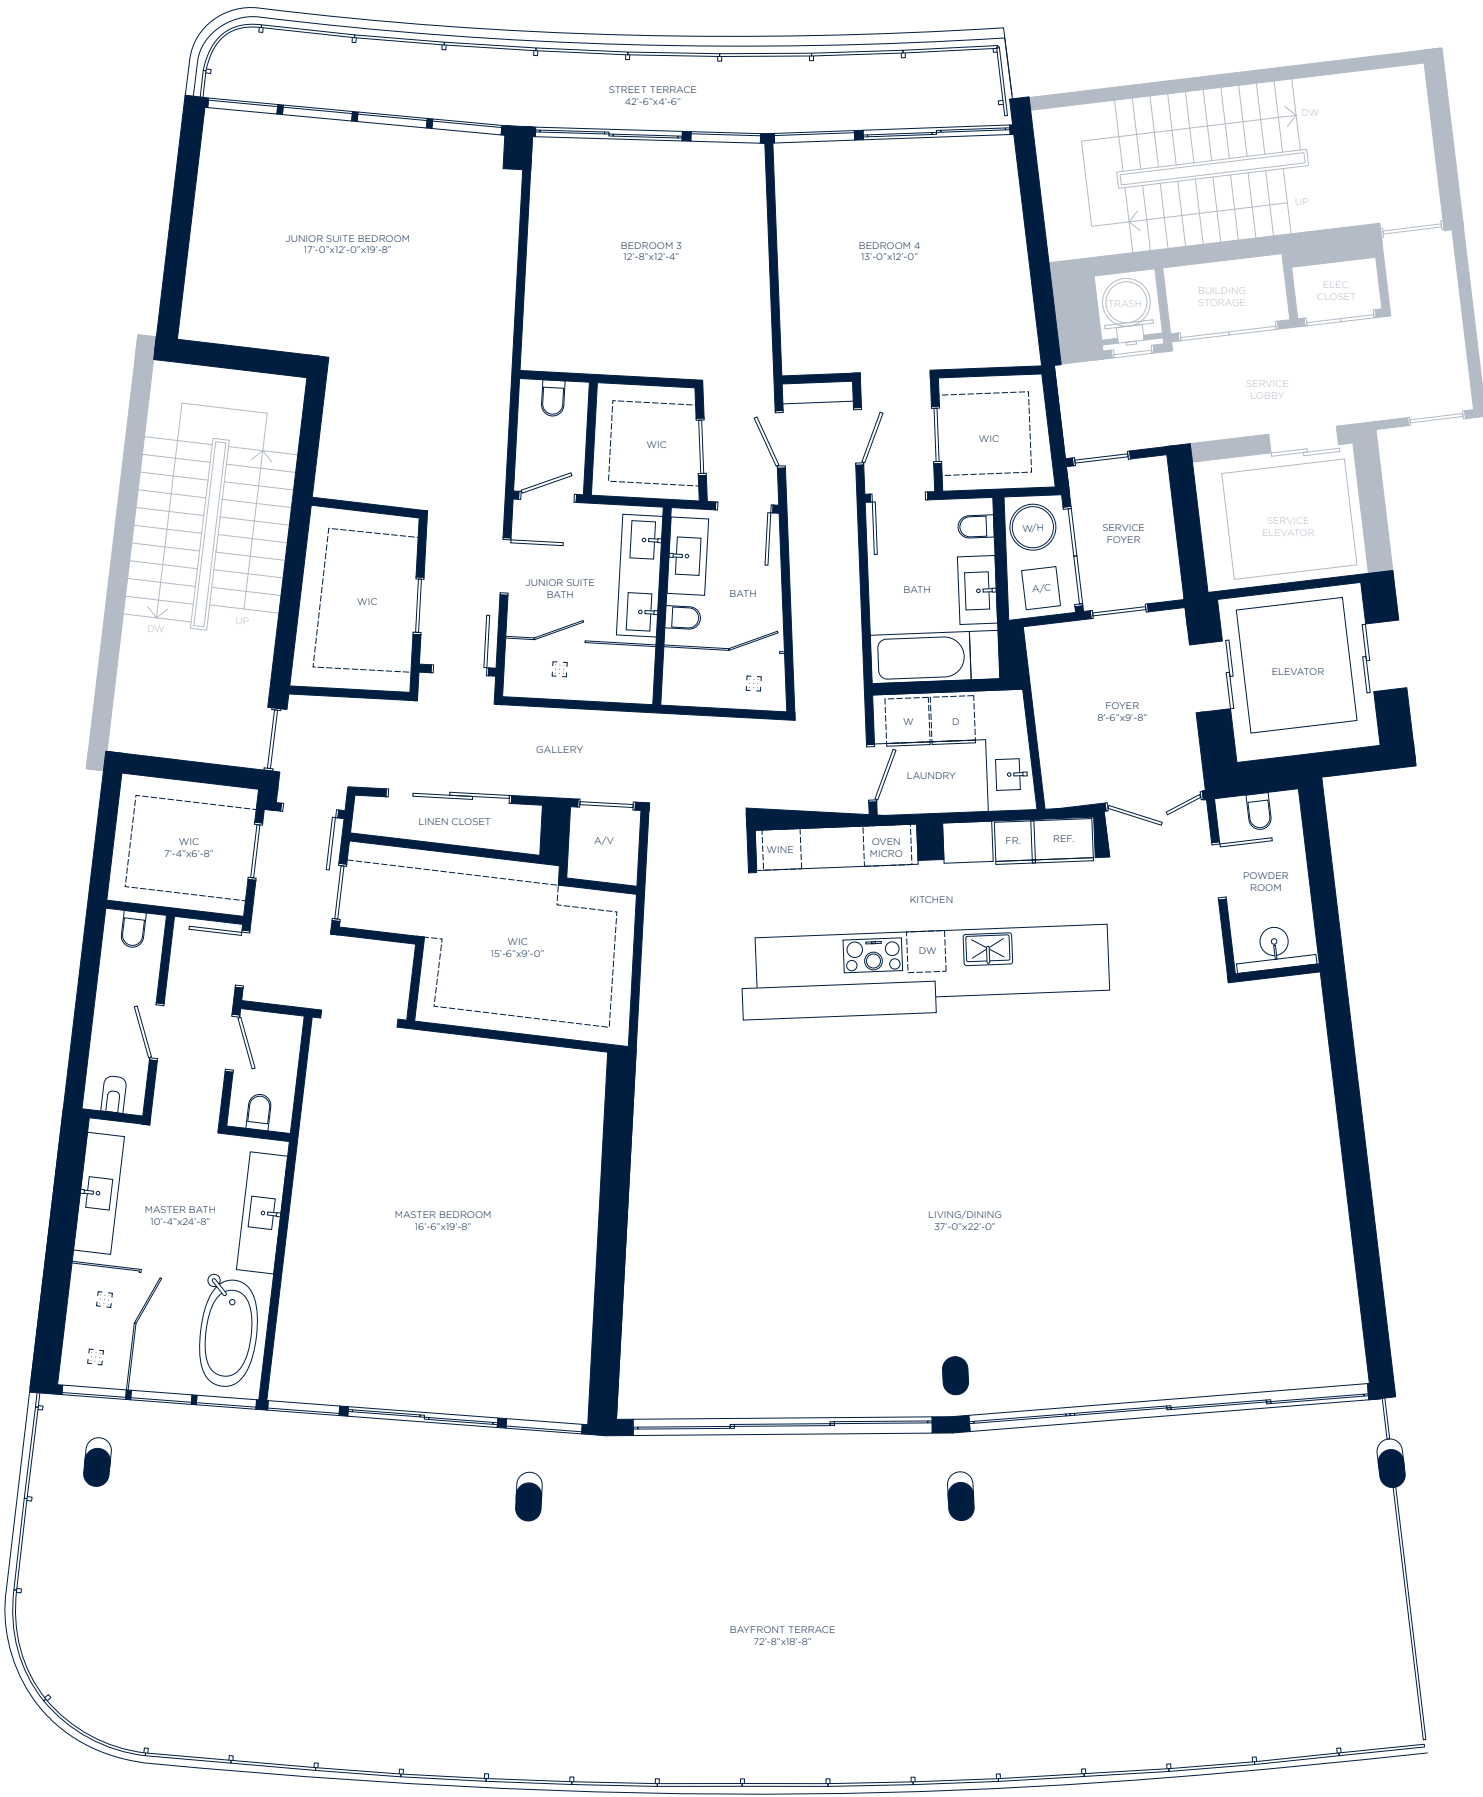 STREET TERRACE
42'-6"x4'-6"
DW
UP
JUNIOR SUITE BEDROOM
17'-0"x12'-0"x19'-8"
BEDROOM 3
12'-8"x12'-4"
BEDROOM 4
13'-0"x12'-0"
TRASH
BUILDING
STORAGE
ELEC.
CLOSET
SERVICE
LOBBY
WIC
WIC
W/H
SERVICE
FOYER
SERVICE
ELEVATOR
JUNIOR SUITE
BATH
BATH
BATH
A/C
WIC
DW
UP
ELEVATOR
FOYER
8'-6"x9'-8"
W
D
GALLERY
LAUNDRY
LINEN CLOSET
A/V
WINE
OVEN
MICRO
FR.
REF.
WIC
7'-4"x6'-8"
POWDER
ROOM
KITCHEN
WIC
15'-6"x9'-0"
DW
MASTER BATH
10'-4"x24'-8"
MASTER BEDROOM
16'-6"x19'-8"
LIVING/DINING
37'-0"x22'-0"
BAYFRONT TERRACE
72'-8"x18'-8"